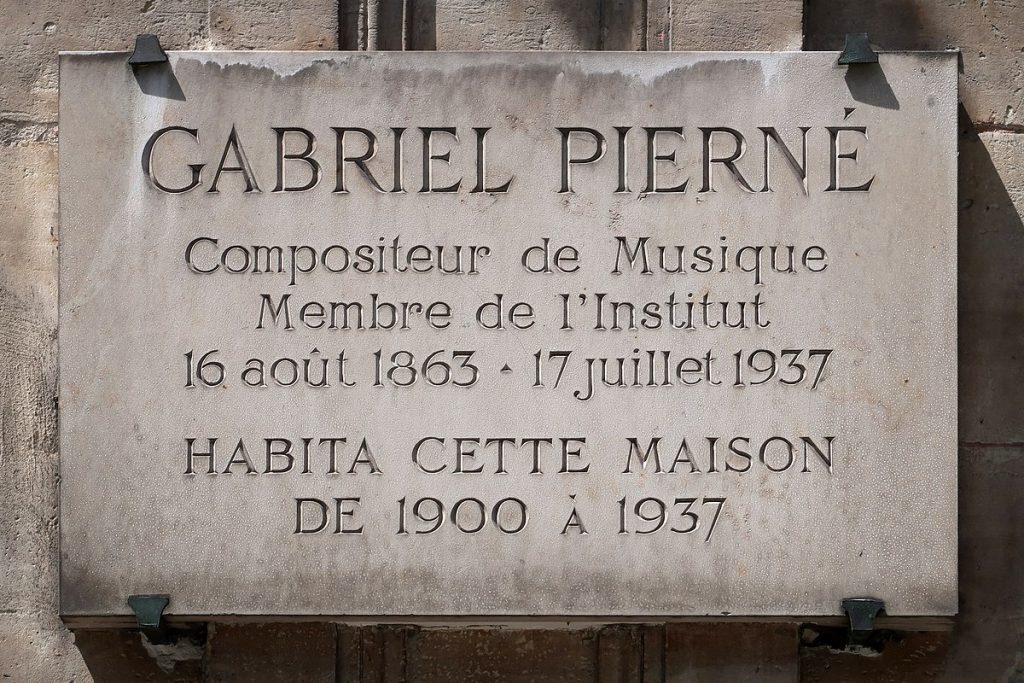 GABRIEL PIERNÉ
Compositeur de Musique
Membre de l'Institut
16 août 1863 · 17 juillet 1937
HABITA CETTE MAISON
DE 1900 À 1937